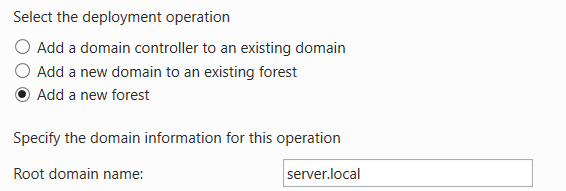 Select the deployment operation
Add a domain controller to an existing domain
Add a new domain to an existing forest
Add a new forest
Specify the domain information for this operation
Root domain name: server.local